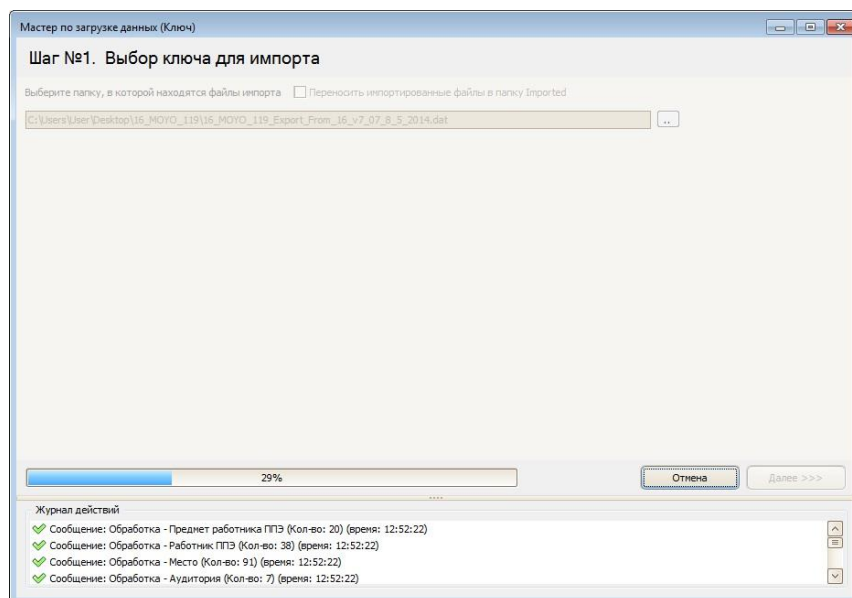 Мастер по загрузке данных (Ключ)
Шаг №1. Выбор ключа для импорта
Выберите папку, в которой находятся файлы импорта Переносить импортированные файлы в папку Imported
C:\Users\User\Desktop\16_MOYO_119\16_MOYO_119_Export_From_16_v7_07_8_5_2014.dat ..
29% Отмена Далее >>>
Журнал действий
Сообщение: Обработка - Предмет работника ППЭ (Кол-во: 20) (время: 12:52:22)
Сообщение: Обработка - Работник ППЭ (Кол-во: 38) (время: 12:52:22)
Сообщение: Обработка - Место (Кол-во: 91) (время: 12:52:22)
Сообщение: Обработка - Аудитория (Кол-во: 7) (время: 12:52:22)